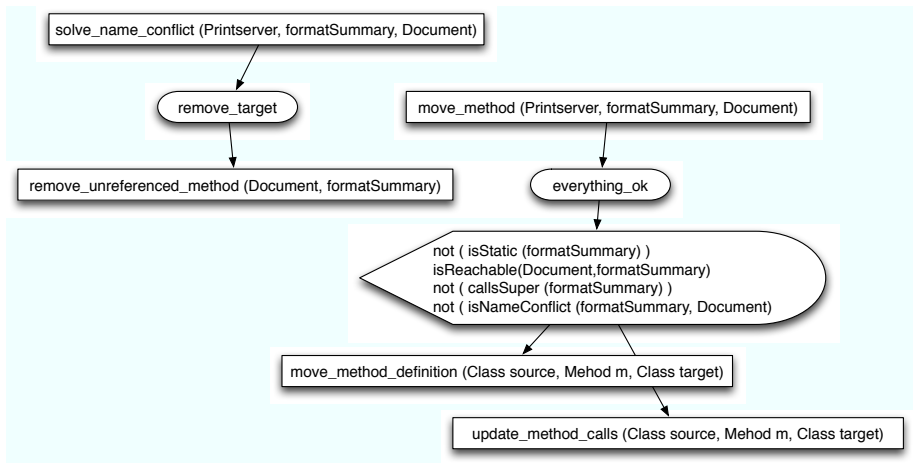 solve_name_conflict (Printserver, formatSummary, Document)
remove_target
move_method (Printserver, formatSummary, Document)
remove_unreferenced_method (Document, formatSummary)
everything_ok
not ( isStatic (formatSummary) )
isReachable(Document,formatSummary)
not ( callsSuper (formatSummary) )
not ( isNameConflict (formatSummary, Document)
move_method_definition (Class source, Mehod m, Class target)
update_method_calls (Class source, Mehod m, Class target)